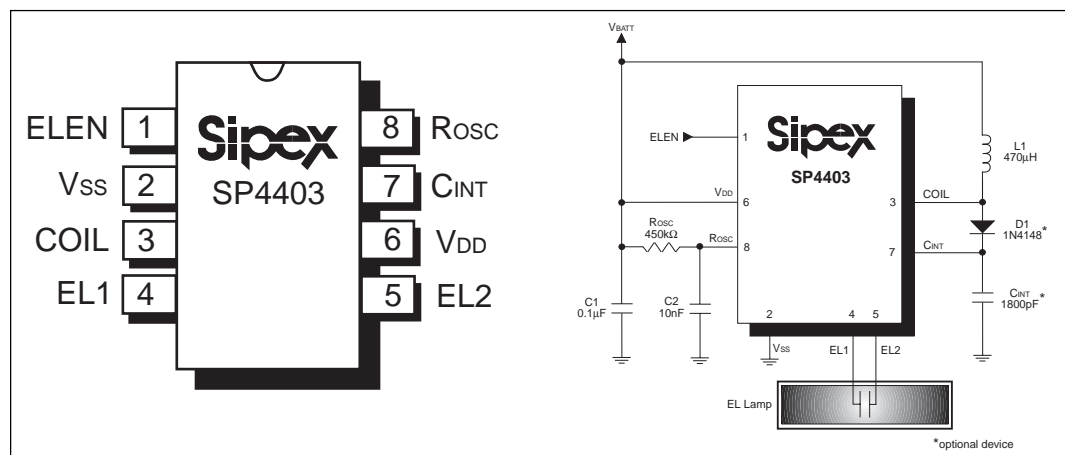 Sipex
SP4403
ELEN 1
VSS 2
COIL 3
EL1 4
8 ROSC
7 CINT
6 VDD
5 EL2
VBATT
ELEN
1
Sipex
SP4403
L1
470µH
VDD
6
3
COIL
ROSC
450kΩ
ROSC
8
D1
1N4148*
7
CINT
C1
0.1µF
C2
10nF
CINT
1800pF*
2
4
5
VSS
EL1
EL2
EL Lamp
*optional device